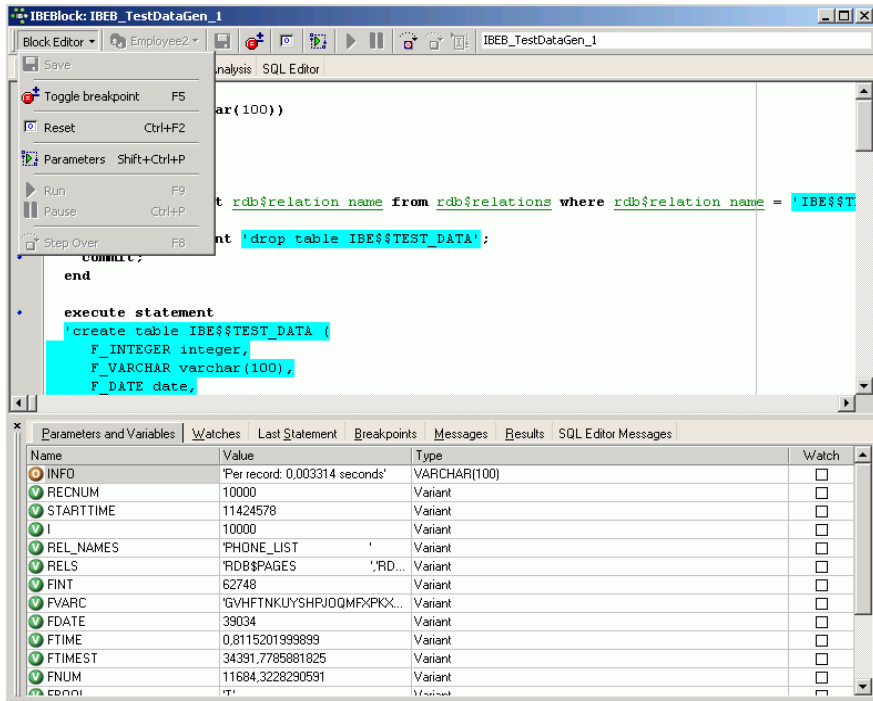 IBEBlock: IBEB_TestDataGen_1
Block Editor Employee2 IBEB_TestDataGen_1
Save
nalysis SQL Editor
Toggle breakpoint F5
Reset Ctrl+F2
Parameters Shift+Ctrl+P
Run F9
Pause Ctrl+P
Step Over F8
ar(100))
t rdb$relation_name from rdb$relations where rdb$relation_name = 'IBE$$T
nt 'drop table IBE$$TEST_DATA';
commit;
end
execute statement
'create table IBE$$TEST_DATA (
F_INTEGER integer,
F_VARCHAR varchar(100),
F_DATE date,
Parameters and Variables Watches Last Statement Breakpoints Messages Results SQL Editor Messages
Name Value Type Watch
INFO 'Per record: 0,003314 seconds' VARCHAR(100)
RECNUM 10000 Variant
STARTTIME 11424578 Variant
I 10000 Variant
REL_NAMES 'PHONE_LIST ' Variant
RELS 'RDB$PAGES ','RD... Variant
FINT 62748 Variant
FVARC 'GVHFTNKUYSHPJOQMFXPKX... Variant
FDATE 39034 Variant
FTIME 0,8115201999899 Variant
FTIMEST 34391,7785881825 Variant
FNUM 11684,3228290591 Variant
FBOOL 'T' Variant